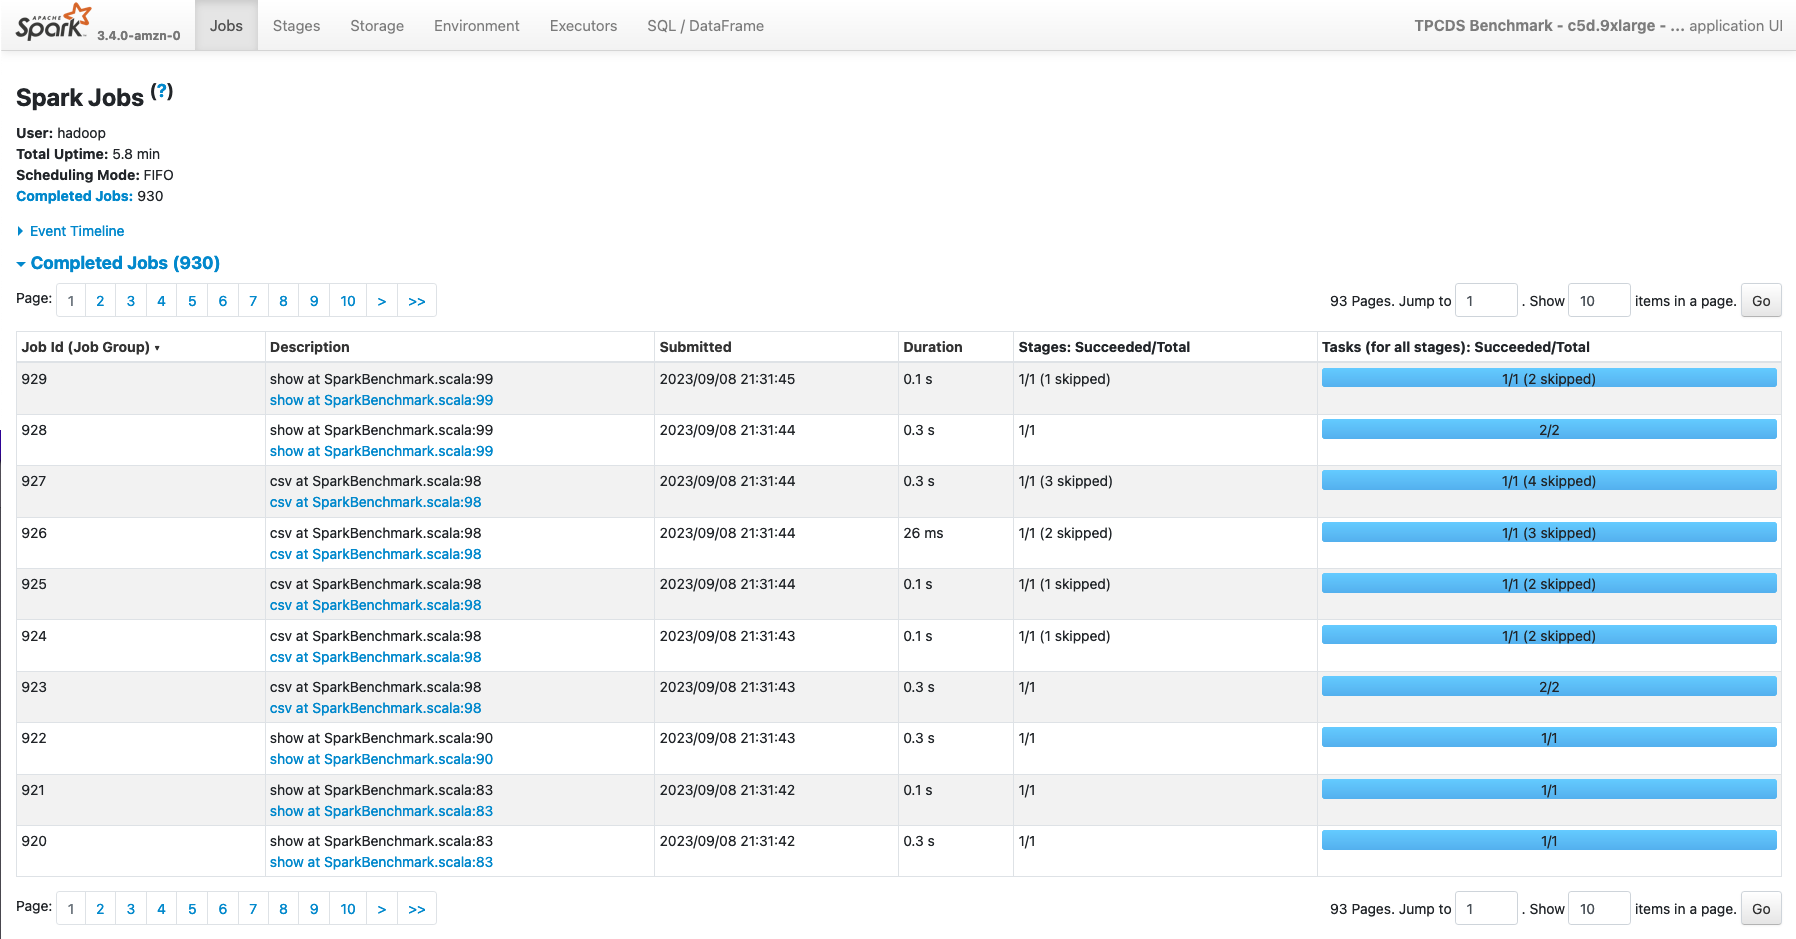 APACHE
Spark 3.4.0-amzn-0 Jobs Stages Storage Environment Executors SQL / DataFrame TPCDS Benchmark - c5d.9xlarge - ... application UI
Spark Jobs (?)
User: hadoop
Total Uptime: 5.8 min
Scheduling Mode: FIFO
Completed Jobs: 930
Event Timeline
Completed Jobs (930)
Page: 1 2 3 4 5 6 7 8 9 10 > >> 93 Pages. Jump to 1 . Show 10 items in a page. Go
Job Id (Job Group) ▾ Description Submitted Duration Stages: Succeeded/Total Tasks (for all stages): Succeeded/Total
929 show at SparkBenchmark.scala:99 2023/09/08 21:31:45 0.1 s 1/1 (1 skipped) 1/1 (2 skipped)
show at SparkBenchmark.scala:99
928 show at SparkBenchmark.scala:99 2023/09/08 21:31:44 0.3 s 1/1 2/2
show at SparkBenchmark.scala:99
927 csv at SparkBenchmark.scala:98 2023/09/08 21:31:44 0.3 s 1/1 (3 skipped) 1/1 (4 skipped)
csv at SparkBenchmark.scala:98
926 csv at SparkBenchmark.scala:98 2023/09/08 21:31:44 26 ms 1/1 (2 skipped) 1/1 (3 skipped)
csv at SparkBenchmark.scala:98
925 csv at SparkBenchmark.scala:98 2023/09/08 21:31:44 0.1 s 1/1 (1 skipped) 1/1 (2 skipped)
csv at SparkBenchmark.scala:98
924 csv at SparkBenchmark.scala:98 2023/09/08 21:31:43 0.1 s 1/1 (1 skipped) 1/1 (2 skipped)
csv at SparkBenchmark.scala:98
923 csv at SparkBenchmark.scala:98 2023/09/08 21:31:43 0.3 s 1/1 2/2
csv at SparkBenchmark.scala:98
922 show at SparkBenchmark.scala:90 2023/09/08 21:31:43 0.3 s 1/1 1/1
show at SparkBenchmark.scala:90
921 show at SparkBenchmark.scala:83 2023/09/08 21:31:42 0.1 s 1/1 1/1
show at SparkBenchmark.scala:83
920 show at SparkBenchmark.scala:83 2023/09/08 21:31:42 0.3 s 1/1 1/1
show at SparkBenchmark.scala:83
Page: 1 2 3 4 5 6 7 8 9 10 > >> 93 Pages. Jump to 1 . Show 10 items in a page. Go